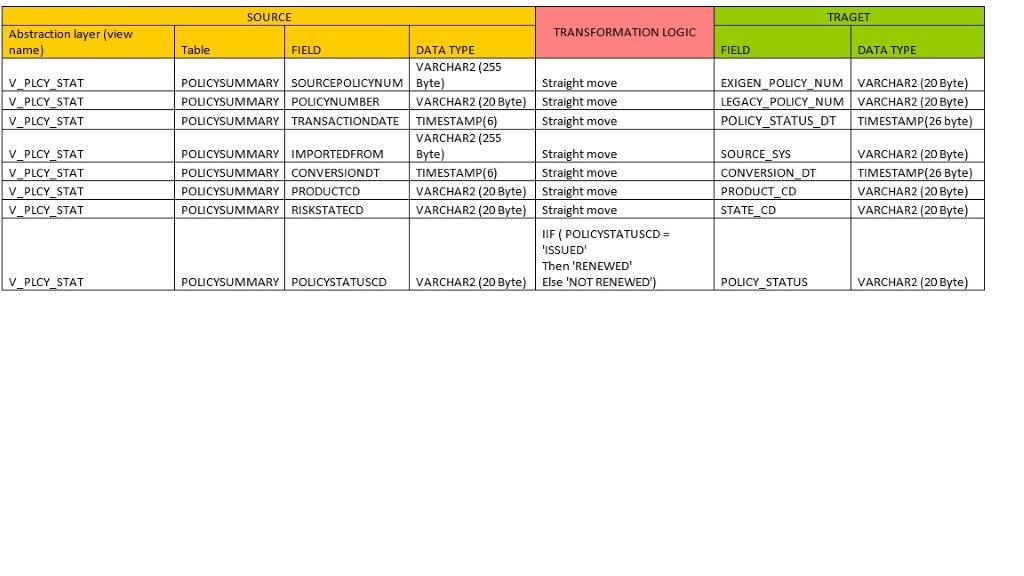 SOURCE TRANSFORMATION LOGIC TRAGET
Abstraction layer (view
name) Table FIELD DATA TYPE FIELD DATA TYPE
VARCHAR2 (255
V_PLCY_STAT POLICYSUMMARY SOURCEPOLICYNUM Byte) Straight move EXIGEN_POLICY_NUM VARCHAR2 (20 Byte)
V_PLCY_STAT POLICYSUMMARY POLICYNUMBER VARCHAR2 (20 Byte) Straight move LEGACY_POLICY_NUM VARCHAR2 (20 Byte)
V_PLCY_STAT POLICYSUMMARY TRANSACTIONDATE TIMESTAMP(6) Straight move POLICY_STATUS_DT TIMESTAMP(26 byte)
VARCHAR2 (255
V_PLCY_STAT POLICYSUMMARY IMPORTEDFROM Byte) Straight move SOURCE_SYS VARCHAR2 (20 Byte)
V_PLCY_STAT POLICYSUMMARY CONVERSIONDT TIMESTAMP(6) Straight move CONVERSION_DT TIMESTAMP(26 Byte)
V_PLCY_STAT POLICYSUMMARY PRODUCTCD VARCHAR2 (20 Byte) Straight move PRODUCT_CD VARCHAR2 (20 Byte)
V_PLCY_STAT POLICYSUMMARY RISKSTATECD VARCHAR2 (20 Byte) Straight move STATE_CD VARCHAR2 (20 Byte)
IIF ( POLICYSTATUSCD =
'ISSUED'
Then 'RENEWED'
V_PLCY_STAT POLICYSUMMARY POLICYSTATUSCD VARCHAR2 (20 Byte) Else 'NOT RENEWED') POLICY_STATUS VARCHAR2 (20 Byte)